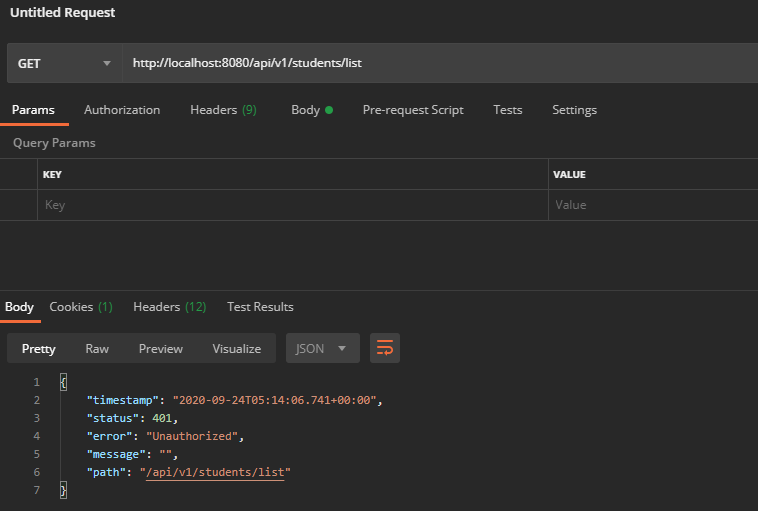 Untitled Request
GET http://localhost:8080/api/v1/students/list
Params Authorization Headers (9) Body Pre-request Script Tests Settings
Query Params
KEY VALUE
Key Value
Body Cookies (1) Headers (12) Test Results
Pretty Raw Preview Visualize JSON
1 {
2 "timestamp": "2020-09-24T05:14:06.741+00:00",
3 "status": 401,
4 "error": "Unauthorized",
5 "message": "",
6 "path": "/api/v1/students/list"
7 }